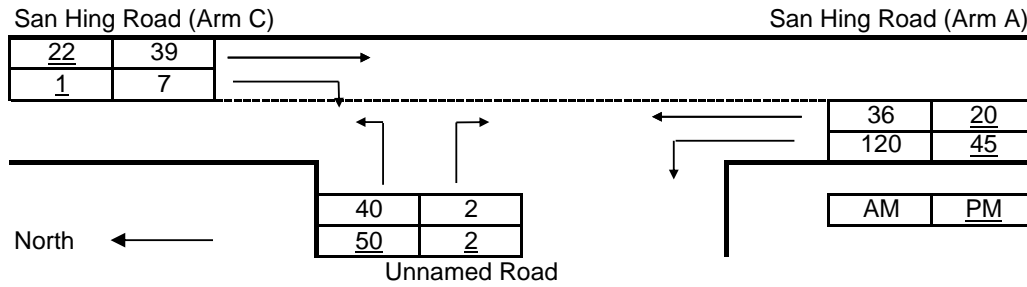 San Hing Road (Arm C) San Hing Road (Arm A)
22 39
1 7
36 20
120 45
40 2
AM PM
North
50 2
Unnamed Road